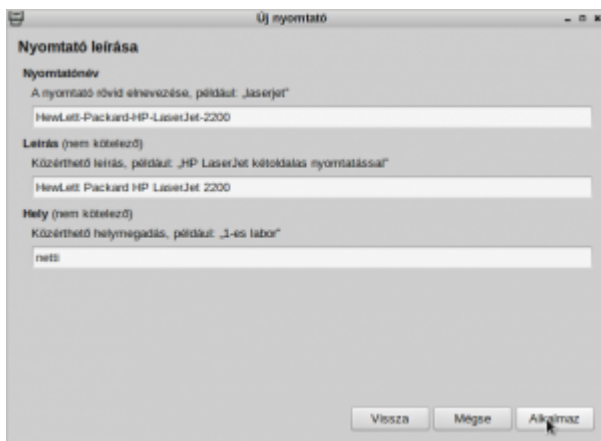 Új nyomtató
Nyomtató leírása
Nyomtatónév
A nyomtató rövid elnevezése, például: „laserjet”
HewLett-Packard-HP-LaserJet-2200
Leírás (nem kötelező)
Közérthető leírás, például: „HP LaserJet kétoldalas nyomtatással”
HewLett Packard HP LaserJet 2200
Hely (nem kötelező)
Közérthető helymegadás, például: „1-es labor”
netti
Vissza Mégse Alkalmaz